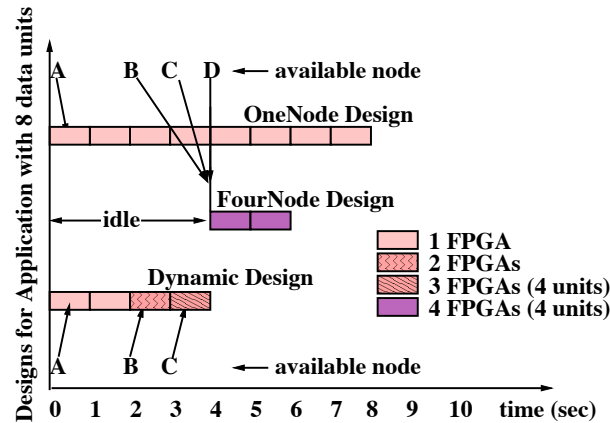 Designs for Application with 8 data units
A B C D available node
OneNode Design
FourNode Design
idle
1 FPGA
2 FPGAs
3 FPGAs (4 units)
4 FPGAs (4 units)
Dynamic Design
A B C available node
0 1 2 3 4 5 6 7 8 9 10 time (sec)